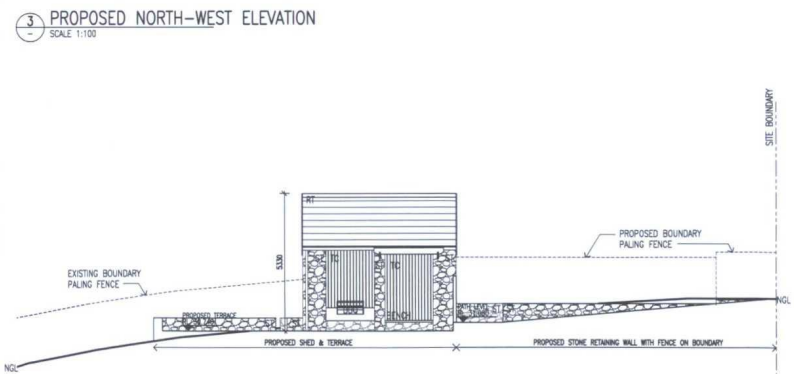 3
PROPOSED NORTH-WEST ELEVATION
SCALE 1:100
SITE BOUNDARY
RT
PROPOSED BOUNDARY
PALING FENCE
5330
TC
TC
EXISTING BOUNDARY
PALING FENCE
PROPOSED TERRACE
BENCH
NGL
PROPOSED SHED & TERRACE
PROPOSED STONE RETAINING WALL WITH FENCE ON BOUNDARY
NGL